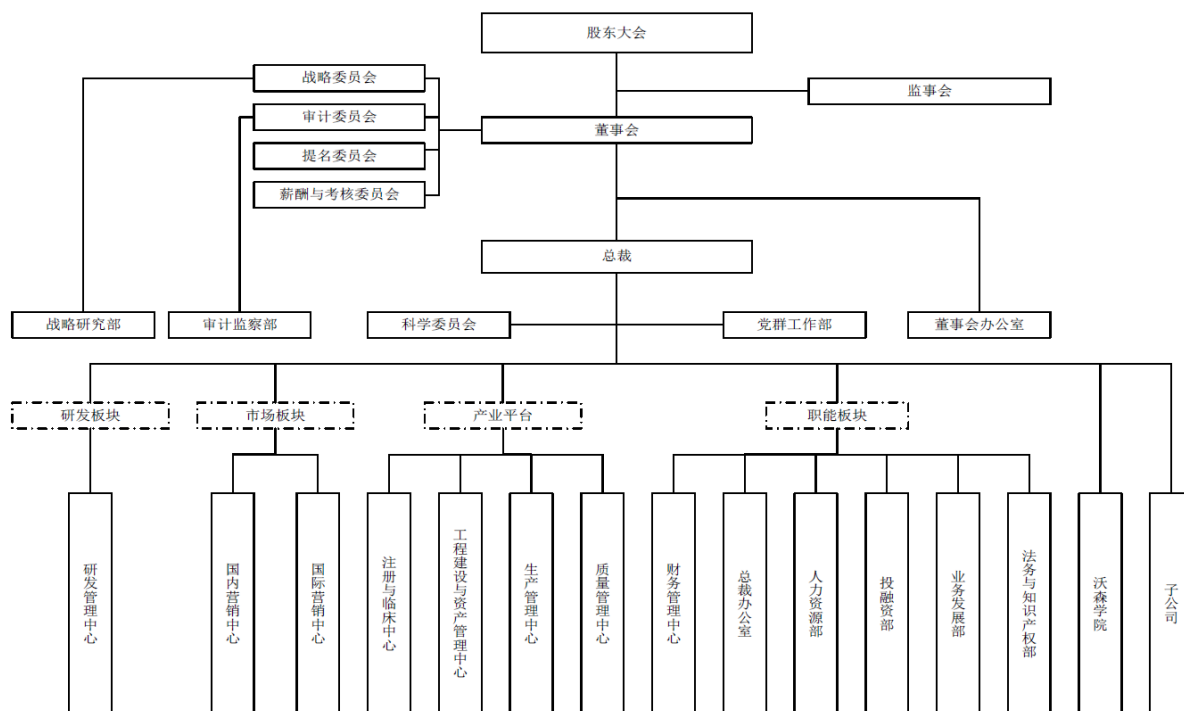 股东大会
战略委员会
监事会
审计委员会
董事会
提名委员会
薪酬与考核委员会
总裁
战略研究部
审计监察部
科学委员会
党群工作部
董事会办公室
研发板块
市场板块
产业平台
职能板块
研发管理中心
国内营销中心
国际营销中心
注册与临床中心
工程建设与资产管理中心
生产管理中心
质量管理中心
财务管理中心
总裁办公室
人力资源部
投融资部
业务发展部
法务与知识产权部
沃森学院
子公司